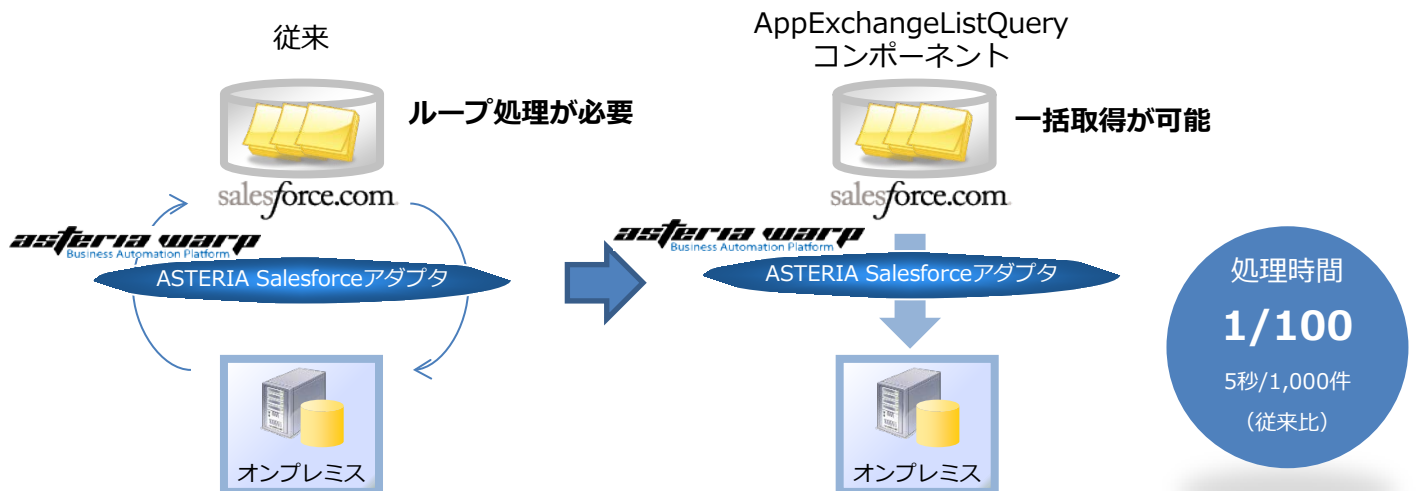 従来
ループ処理が必要
salesforce.com
asteria warp
Business Automation Platform
ASTERIA Salesforceアダプタ
オンプレミス
AppExchangeListQuery
コンポーネント
一括取得が可能
salesforce.com
asteria warp
Business Automation Platform
ASTERIA Salesforceアダプタ
オンプレミス
処理時間
1/100
5秒/1,000件
（従来比）